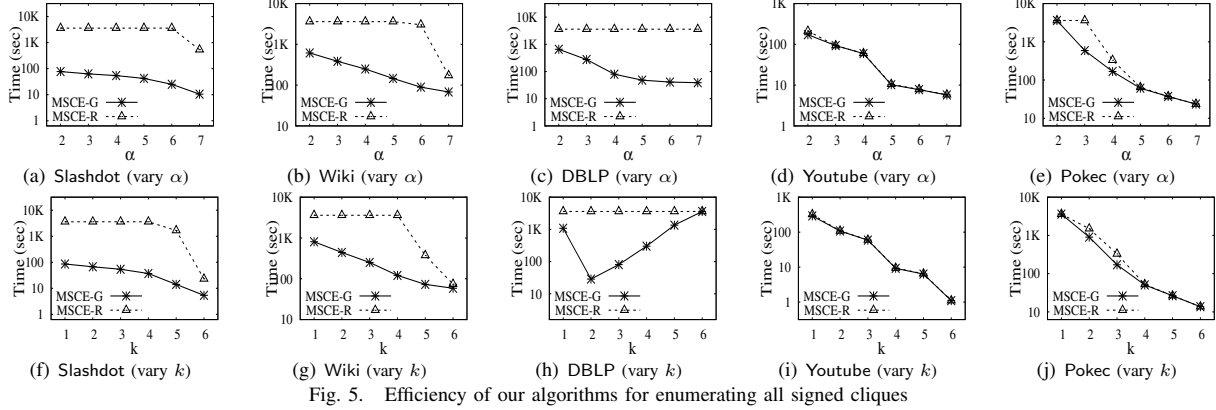 Time (sec)
10K
1K
100
10
1
MSCE-G
MSCE-R
2 3 4 5 6 7
α
(a) Slashdot (vary α)
Time (sec)
10K
1K
100
10
MSCE-G
MSCE-R
2 3 4 5 6 7
α
(b) Wiki (vary α)
Time (sec)
10K
1K
100
10
1
MSCE-G
MSCE-R
2 3 4 5 6 7
α
(c) DBLP (vary α)
Time (sec)
1K
100
10
1
MSCE-G
MSCE-R
2 3 4 5 6 7
α
(d) Youtube (vary α)
Time (sec)
10K
1K
100
10
MSCE-G
MSCE-R
2 3 4 5 6 7
α
(e) Pokec (vary α)
Time (sec)
10K
1K
100
10
1
MSCE-G
MSCE-R
1 2 3 4 5 6
k
(f) Slashdot (vary k)
Time (sec)
10K
1K
100
10
MSCE-G
MSCE-R
1 2 3 4 5 6
k
(g) Wiki (vary k)
Time (sec)
10K
1K
100
10
MSCE-G
MSCE-R
1 2 3 4 5 6
k
(h) DBLP (vary k)
Time (sec)
100
10
1
MSCE-G
MSCE-R
1 2 3 4 5 6
k
(i) Youtube (vary k)
Time (sec)
10K
1K
100
10
MSCE-G
MSCE-R
1 2 3 4 5 6
k
(j) Pokec (vary k)
Fig. 5. Efficiency of our algorithms for enumerating all signed cliques